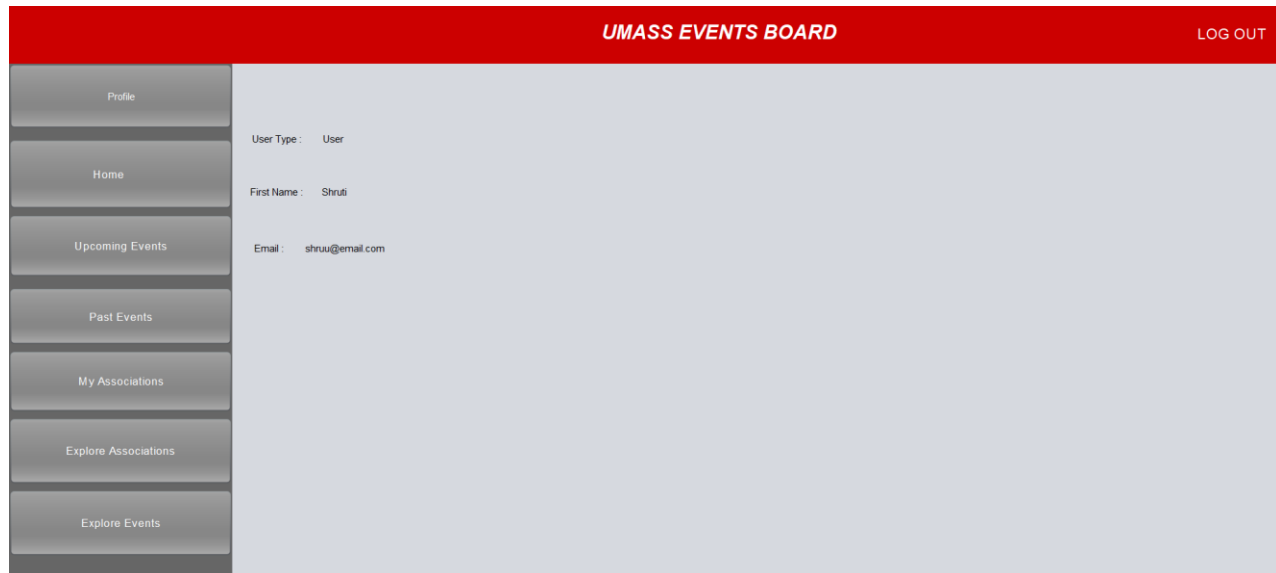 UMASS EVENTS BOARD
LOG OUT
Profile
Home
Upcoming Events
Past Events
My Associations
Explore Associations
Explore Events
User Type : User
First Name : Shruti
Email : shruu@email.com